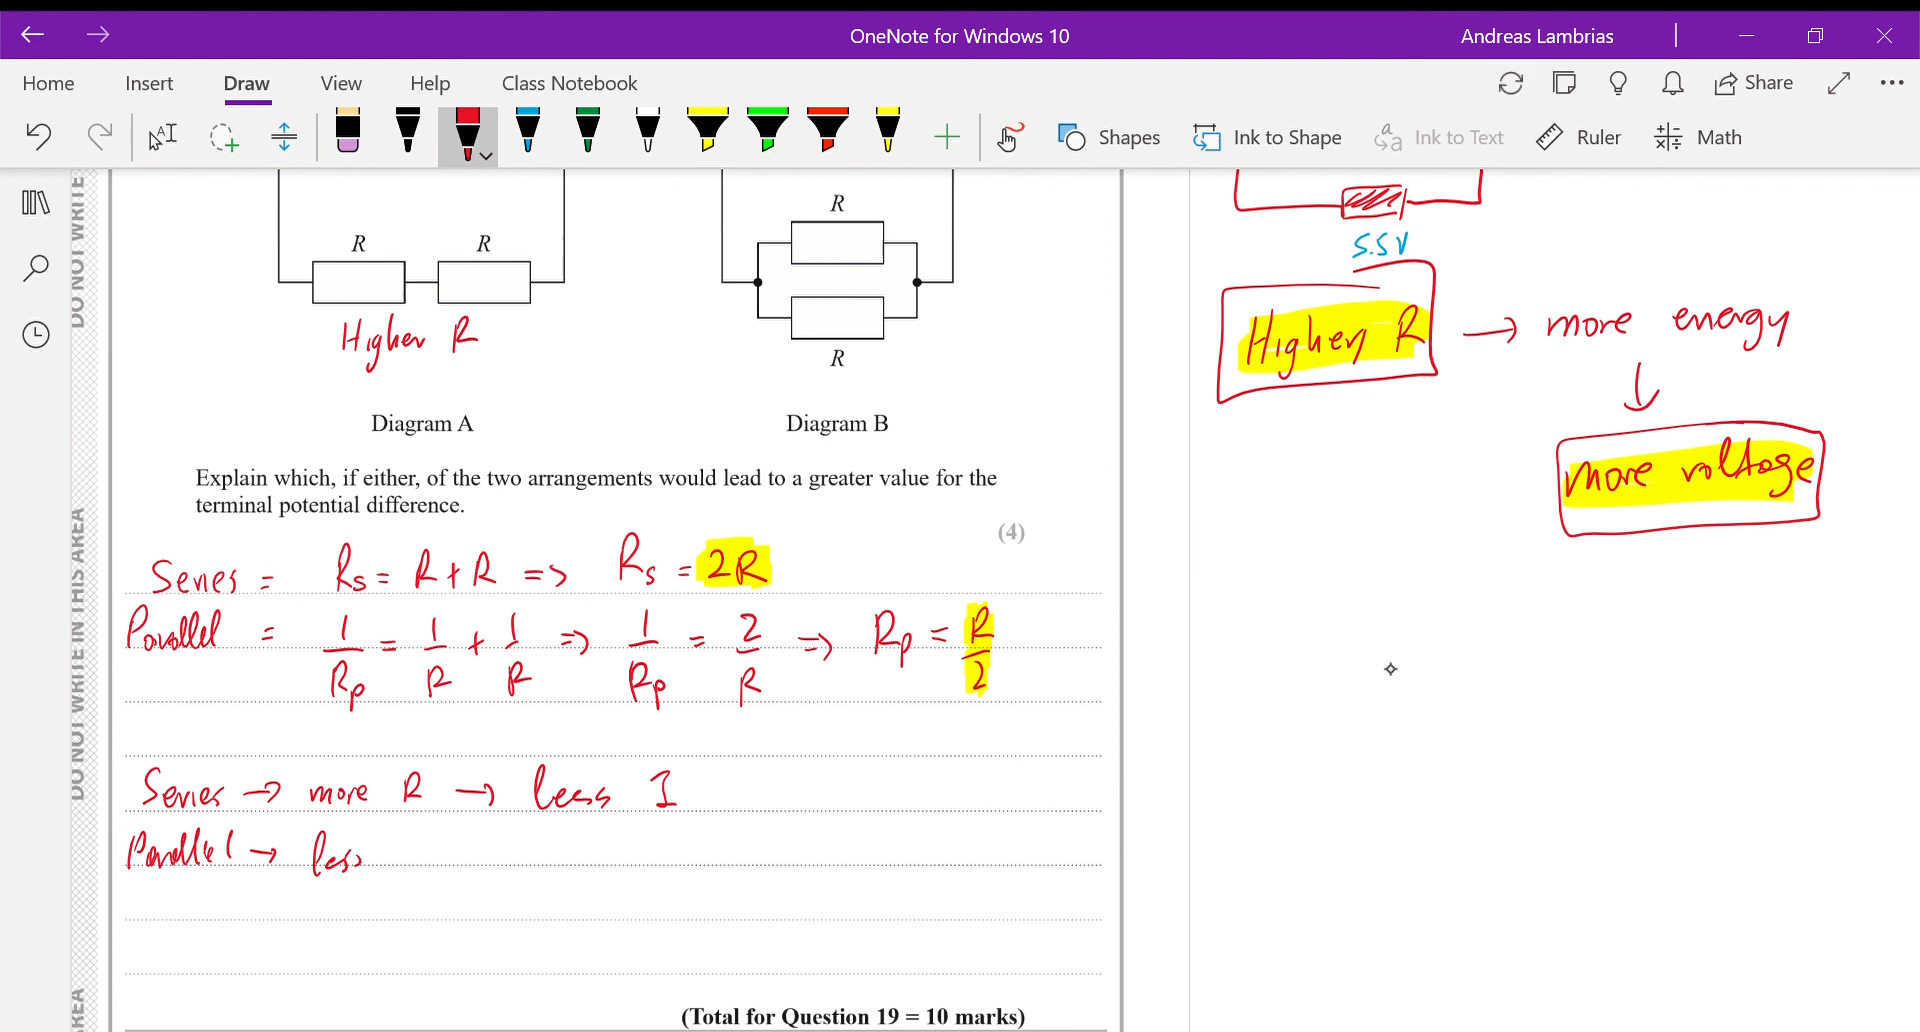 OneNote for Windows 10
Andreas Lambrias
Home Insert Draw View Help Class Notebook
Share
Shapes Ink to Shape Ink to Text Ruler Math
DO NOT WRITE
DO NOT WRITE IN THIS AREA
AREA
R R
Higher R
Diagram A
R
R
Diagram B
Explain which, if either, of the two arrangements would lead to a greater value for the
terminal potential difference.
(4)
Series = Rs = R + R => Rs = 2R
Parallel = 1/Rp = 1/R + 1/R => 1/Rp = 2/R => Rp = R/2
Series → more R → less I
Parallel → less
(Total for Question 19 = 10 marks)
5.5V
Higher R → more energy
↓
more voltage